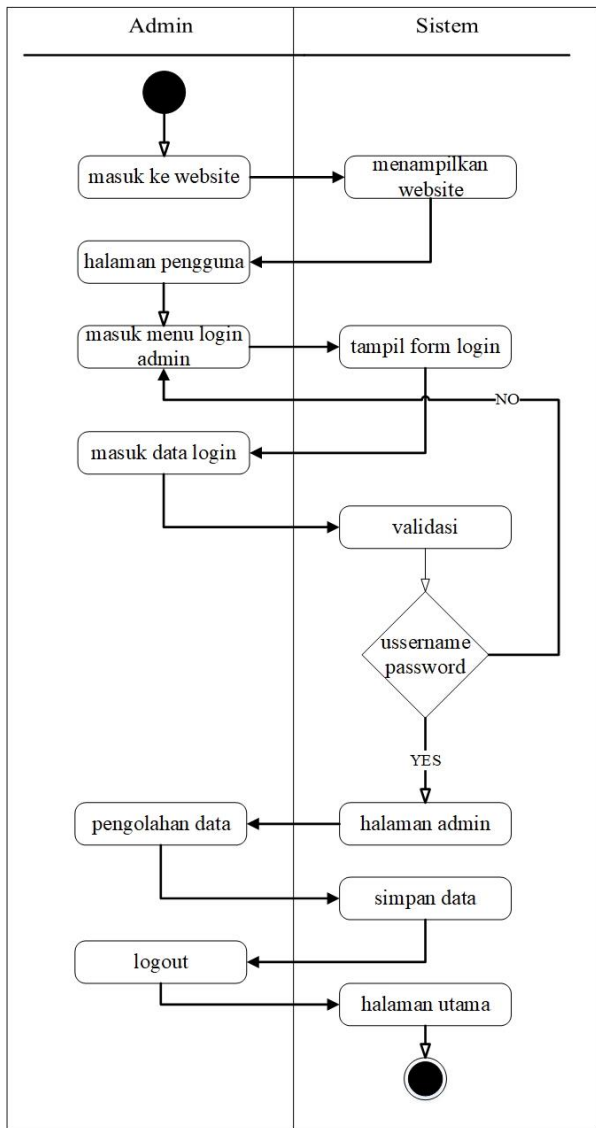 Admin
Sistem
masuk ke website
menampilkan
website
halaman pengguna
masuk menu login
admin
tampil form login
NO
masuk data login
validasi
ussername
password
YES
pengolahan data
halaman admin
simpan data
logout
halaman utama